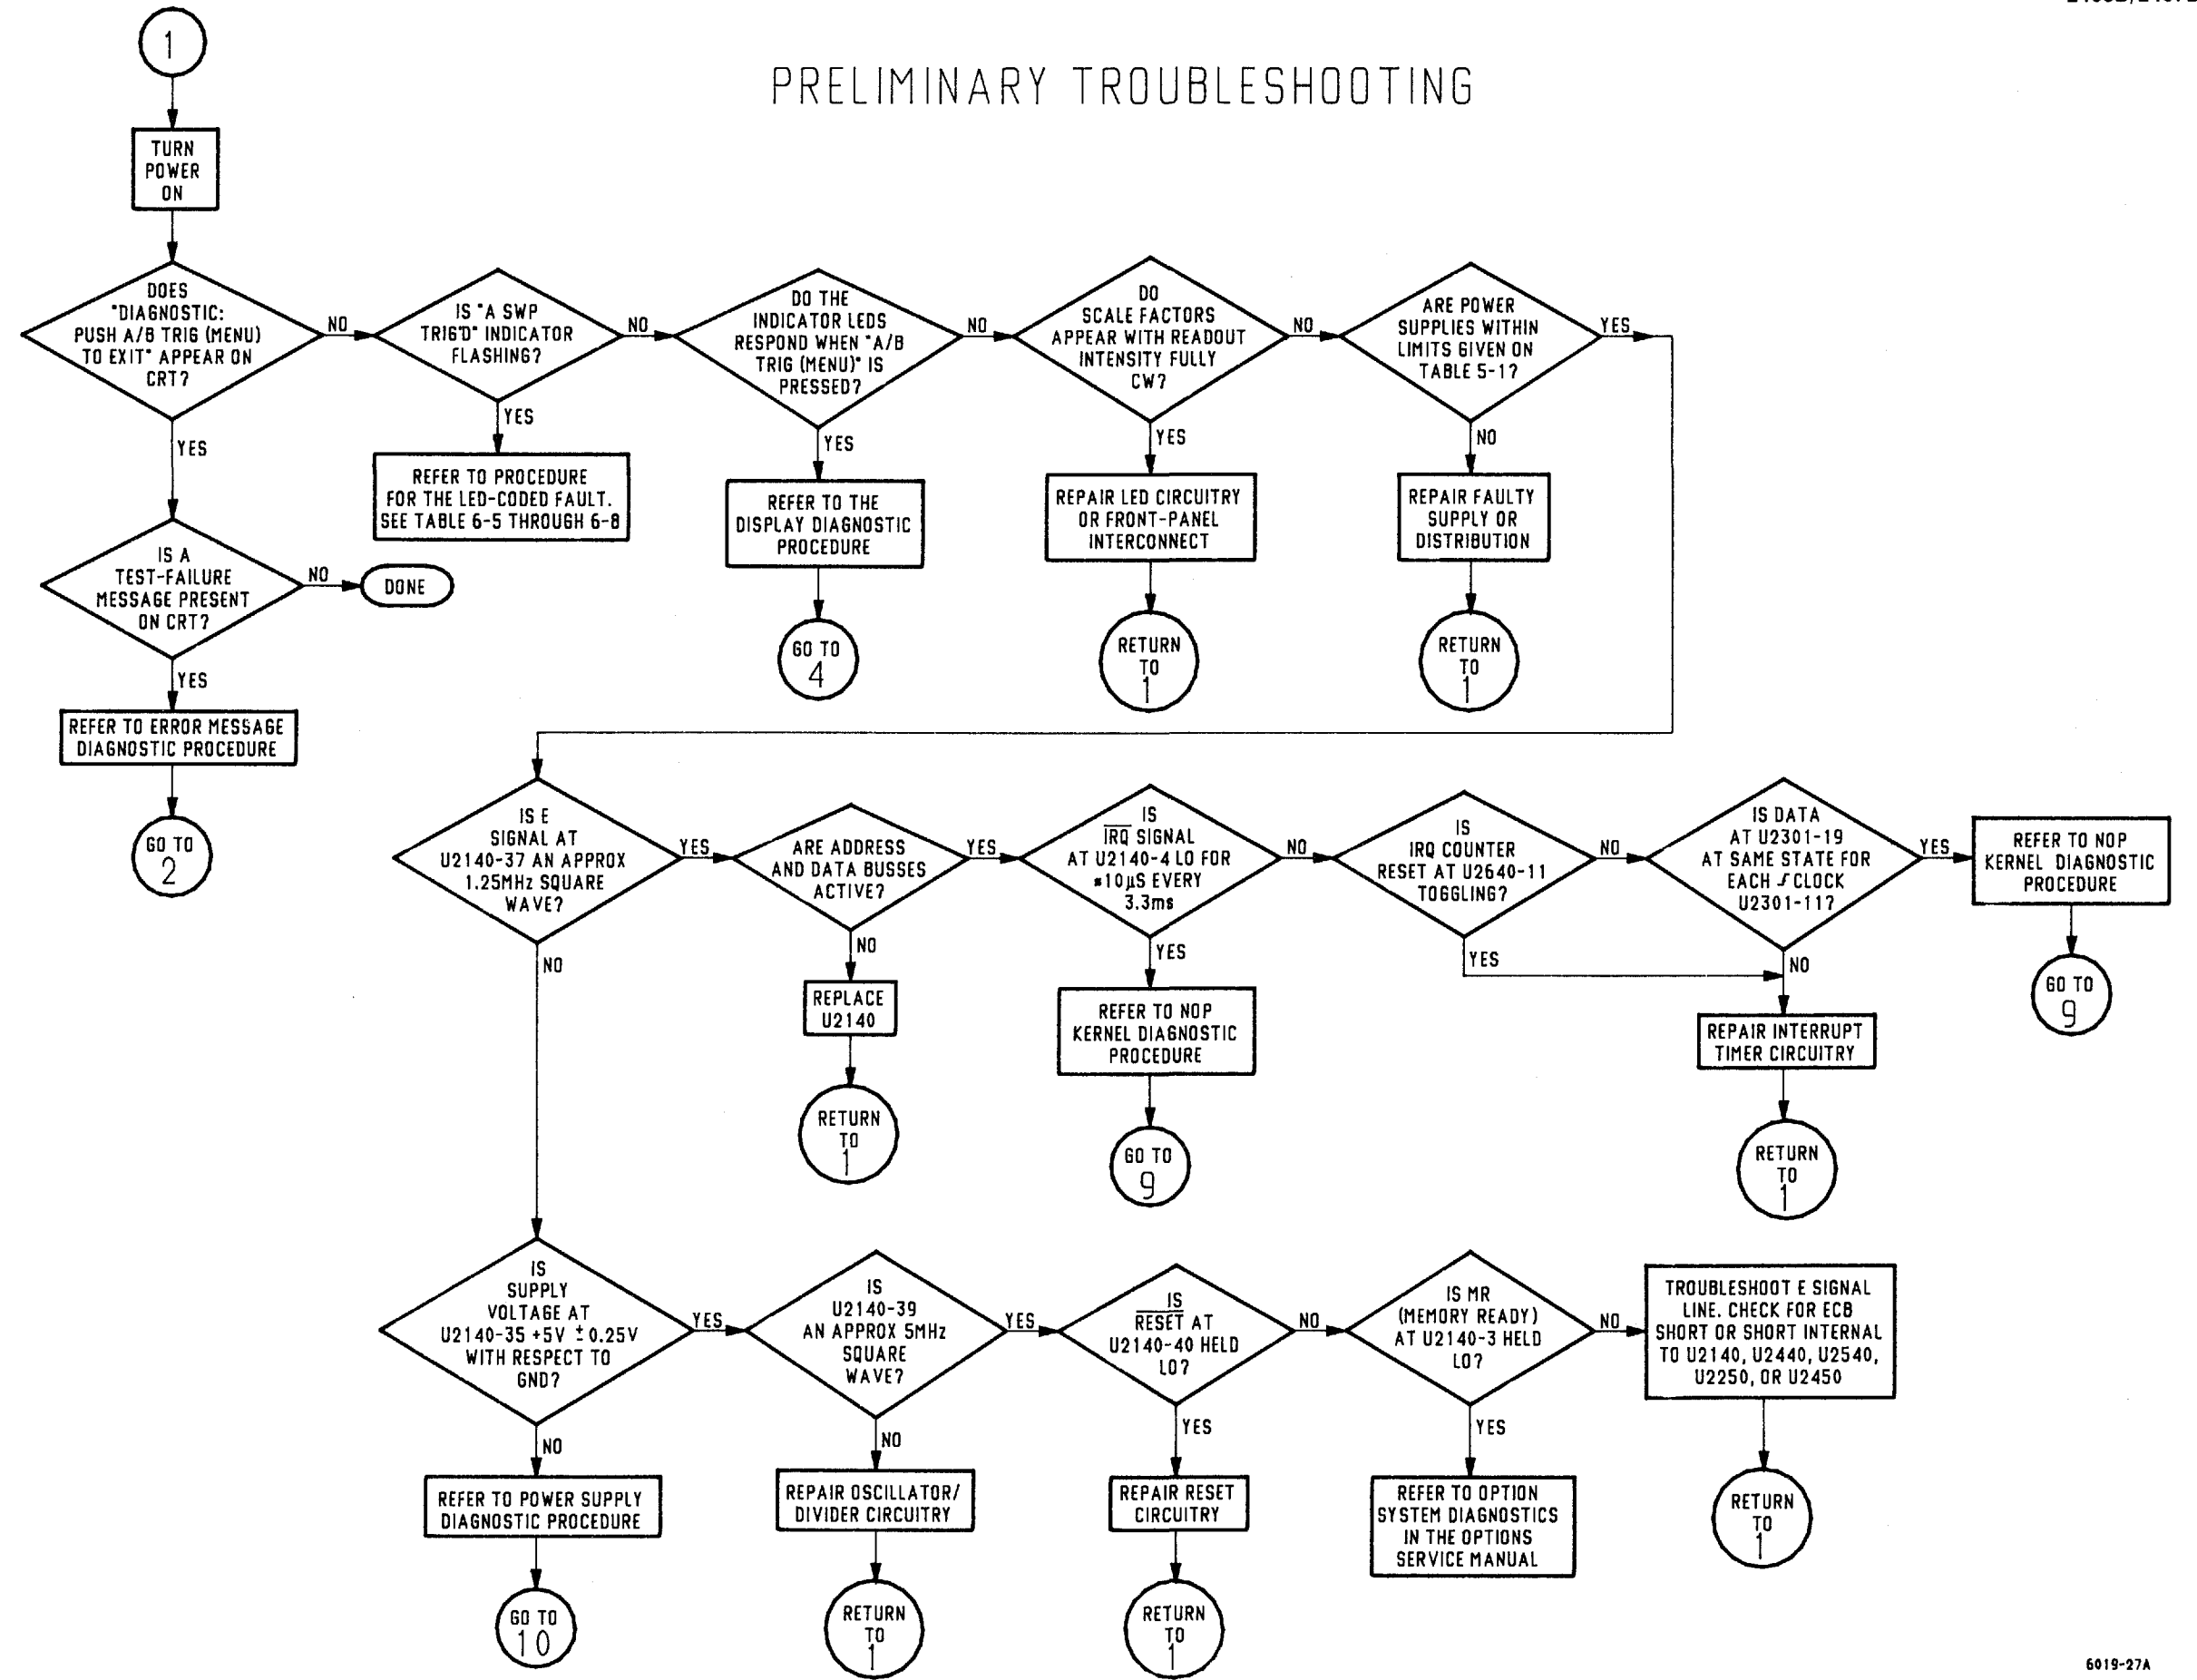 1
PRELIMINARY TROUBLESHOOTING
TURN
POWER
ON
DOES
"DIAGNOSTIC:
PUSH A/B TRIG (MENU)
TO EXIT" APPEAR ON
CRT?
NO
YES
IS "A SWP
TRIG'D" INDICATOR
FLASHING?
NO
YES
DO THE
INDICATOR LEDS
RESPOND WHEN "A/B
TRIG (MENU)" IS
PRESSED?
NO
YES
DO
SCALE FACTORS
APPEAR WITH READOUT
INTENSITY FULLY
CW?
NO
YES
ARE POWER
SUPPLIES WITHIN
LIMITS GIVEN ON
TABLE 5-1?
YES
NO
REFER TO PROCEDURE
FOR THE LED-CODED FAULT.
SEE TABLE 6-5 THROUGH 6-8
REFER TO THE
DISPLAY DIAGNOSTIC
PROCEDURE
GO TO
4
REPAIR LED CIRCUITRY
OR FRONT-PANEL
INTERCONNECT
RETURN
TO
1
REPAIR FAULTY
SUPPLY OR
DISTRIBUTION
RETURN
TO
1
IS A
TEST-FAILURE
MESSAGE PRESENT
ON CRT?
NO
DONE
YES
REFER TO ERROR MESSAGE
DIAGNOSTIC PROCEDURE
GO TO
2
IS E
SIGNAL AT
U2140-37 AN APPROX
1.25MHz SQUARE
WAVE?
YES
NO
ARE ADDRESS
AND DATA BUSSES
ACTIVE?
YES
NO
REPLACE
U2140
RETURN
TO
1
IS
IRQ SIGNAL
AT U2140-4 LO FOR
≈10µS EVERY
3.3ms
NO
YES
REFER TO NOP
KERNEL DIAGNOSTIC
PROCEDURE
GO TO
9
IS
IRQ COUNTER
RESET AT U2640-11
TOGGLING?
NO
YES
IS DATA
AT U2301-19
AT SAME STATE FOR
EACH ⨍ CLOCK
U2301-11?
YES
NO
REFER TO NOP
KERNEL DIAGNOSTIC
PROCEDURE
GO TO
9
REPAIR INTERRUPT
TIMER CIRCUITRY
RETURN
TO
1
IS
SUPPLY
VOLTAGE AT
U2140-35 +5V ±0.25V
WITH RESPECT TO
GND?
YES
NO
REFER TO POWER SUPPLY
DIAGNOSTIC PROCEDURE
GO TO
10
IS
U2140-39
AN APPROX 5MHz
SQUARE
WAVE?
YES
NO
REPAIR OSCILLATOR/
DIVIDER CIRCUITRY
RETURN
TO
1
IS
RESET AT
U2140-40 HELD
LO?
NO
YES
REPAIR RESET
CIRCUITRY
RETURN
TO
1
IS MR
(MEMORY READY)
AT U2140-3 HELD
LO?
NO
YES
REFER TO OPTION
SYSTEM DIAGNOSTICS
IN THE OPTIONS
SERVICE MANUAL
TROUBLESHOOT E SIGNAL
LINE. CHECK FOR ECB
SHORT OR SHORT INTERNAL
TO U2140, U2440, U2540,
U2250, OR U2450
RETURN
TO
1
6019-27A